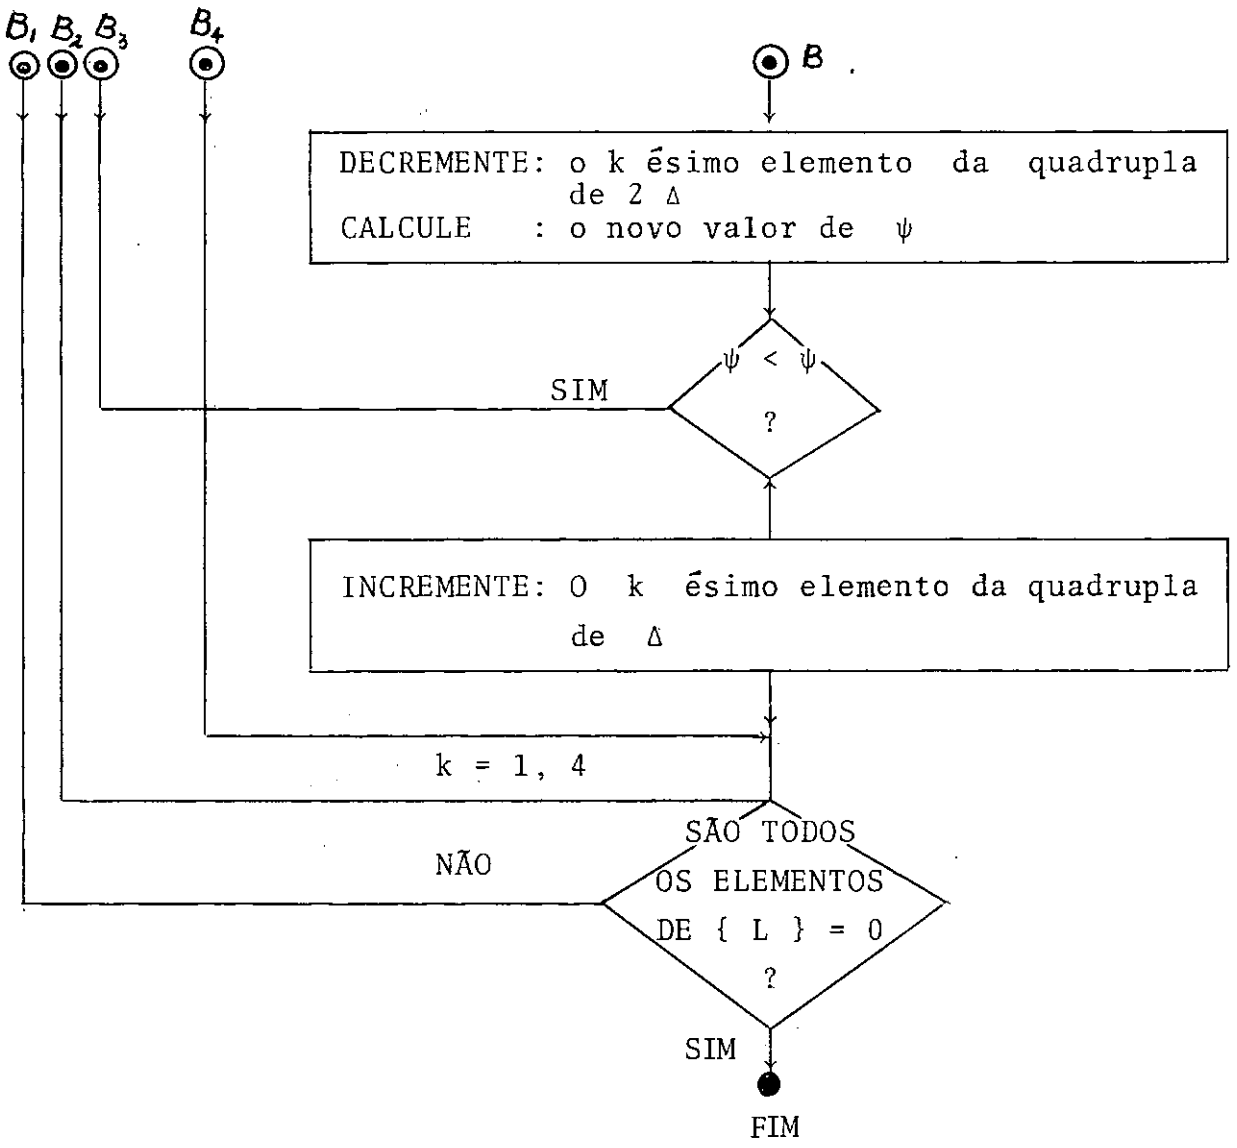 B₁ B₂ B₃ B₄
B
DECREMENTE: o k ésimo elemento da quadrupla
de 2 Δ
CALCULE : o novo valor de ψ
ψ < ψ
?
SIM
INCREMENTE: O k ésimo elemento da quadrupla
de Δ
k = 1, 4
SÃO TODOS
OS ELEMENTOS
DE { L } = 0
?
NÃO
SIM
FIM